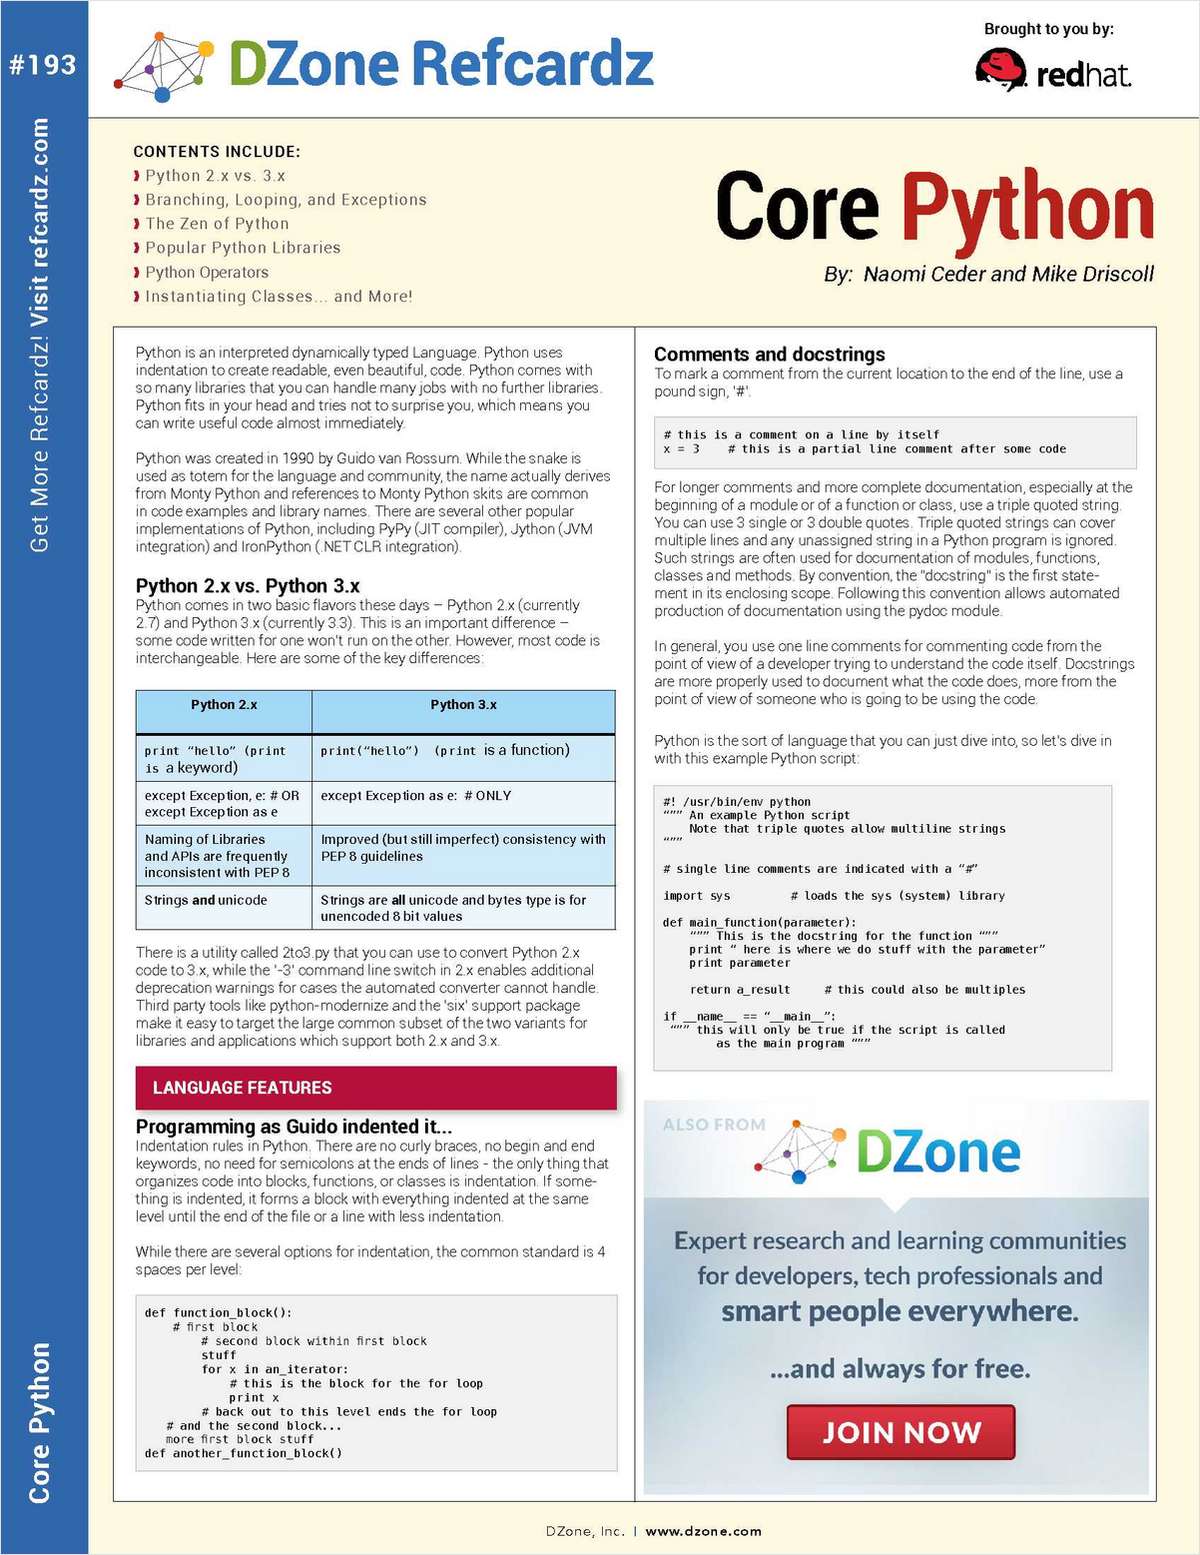 #193
Get More Refcardz! Visit refcardz.com
Core Python
DZone Refcardz
Brought to you by:
redhat.
CONTENTS INCLUDE:
❱ Python 2.x vs. 3.x
❱ Branching, Looping, and Exceptions
❱ The Zen of Python
❱ Popular Python Libraries
❱ Python Operators
❱ Instantiating Classes... and More!
Core Python
By: Naomi Ceder and Mike Driscoll
Python is an interpreted dynamically typed Language. Python uses
indentation to create readable, even beautiful, code. Python comes with
so many libraries that you can handle many jobs with no further libraries.
Python fits in your head and tries not to surprise you, which means you
can write useful code almost immediately.
Python was created in 1990 by Guido van Rossum. While the snake is
used as totem for the language and community, the name actually derives
from Monty Python and references to Monty Python skits are common
in code examples and library names. There are several other popular
implementations of Python, including PyPy (JIT compiler), Jython (JVM
integration) and IronPython (.NET CLR integration).
Python 2.x vs. Python 3.x
Python comes in two basic flavors these days – Python 2.x (currently
2.7) and Python 3.x (currently 3.3). This is an important difference –
some code written for one won't run on the other. However, most code is
interchangeable. Here are some of the key differences:
Python 2.x
Python 3.x
print “hello” (print
is a keyword)
print(“hello”) (print is a function)
except Exception, e: # OR
except Exception as e
except Exception as e: # ONLY
Naming of Libraries
and APIs are frequently
inconsistent with PEP 8
Improved (but still imperfect) consistency with
PEP 8 guidelines
Strings and unicode
Strings are all unicode and bytes type is for
unencoded 8 bit values
There is a utility called 2to3.py that you can use to convert Python 2.x
code to 3.x, while the '-3' command line switch in 2.x enables additional
deprecation warnings for cases the automated converter cannot handle.
Third party tools like python-modernize and the 'six' support package
make it easy to target the large common subset of the two variants for
libraries and applications which support both 2.x and 3.x.
LANGUAGE FEATURES
Programming as Guido indented it...
Indentation rules in Python. There are no curly braces, no begin and end
keywords, no need for semicolons at the ends of lines - the only thing that
organizes code into blocks, functions, or classes is indentation. If some-
thing is indented, it forms a block with everything indented at the same
level until the end of the file or a line with less indentation.
While there are several options for indentation, the common standard is 4
spaces per level:
def function_block():
# first block
# second block within first block
stuff
for x in an_iterator:
# this is the block for the for loop
print x
# back out to this level ends the for loop
# and the second block...
more first block stuff
def another_function_block()
Comments and docstrings
To mark a comment from the current location to the end of the line, use a
pound sign, '#'.
# this is a comment on a line by itself
x = 3 # this is a partial line comment after some code
For longer comments and more complete documentation, especially at the
beginning of a module or of a function or class, use a triple quoted string.
You can use 3 single or 3 double quotes. Triple quoted strings can cover
multiple lines and any unassigned string in a Python program is ignored.
Such strings are often used for documentation of modules, functions,
classes and methods. By convention, the "docstring" is the first state-
ment in its enclosing scope. Following this convention allows automated
production of documentation using the pydoc module.
In general, you use one line comments for commenting code from the
point of view of a developer trying to understand the code itself. Docstrings
are more properly used to document what the code does, more from the
point of view of someone who is going to be using the code.
Python is the sort of language that you can just dive into, so let's dive in
with this example Python script:
#! /usr/bin/env python
“”” An example Python script
Note that triple quotes allow multiline strings
“””
# single line comments are indicated with a “#”
import sys # loads the sys (system) library
def main_function(parameter):
“”” This is the docstring for the function “””
print “ here is where we do stuff with the parameter”
print parameter
return a_result # this could also be multiples
if __name__ == “__main__”:
“”” this will only be true if the script is called
as the main program “””
ALSO FROM
DZone
Expert research and learning communities
for developers, tech professionals and
smart people everywhere.
...and always for free.
JOIN NOW
DZone, Inc. | www.dzone.com